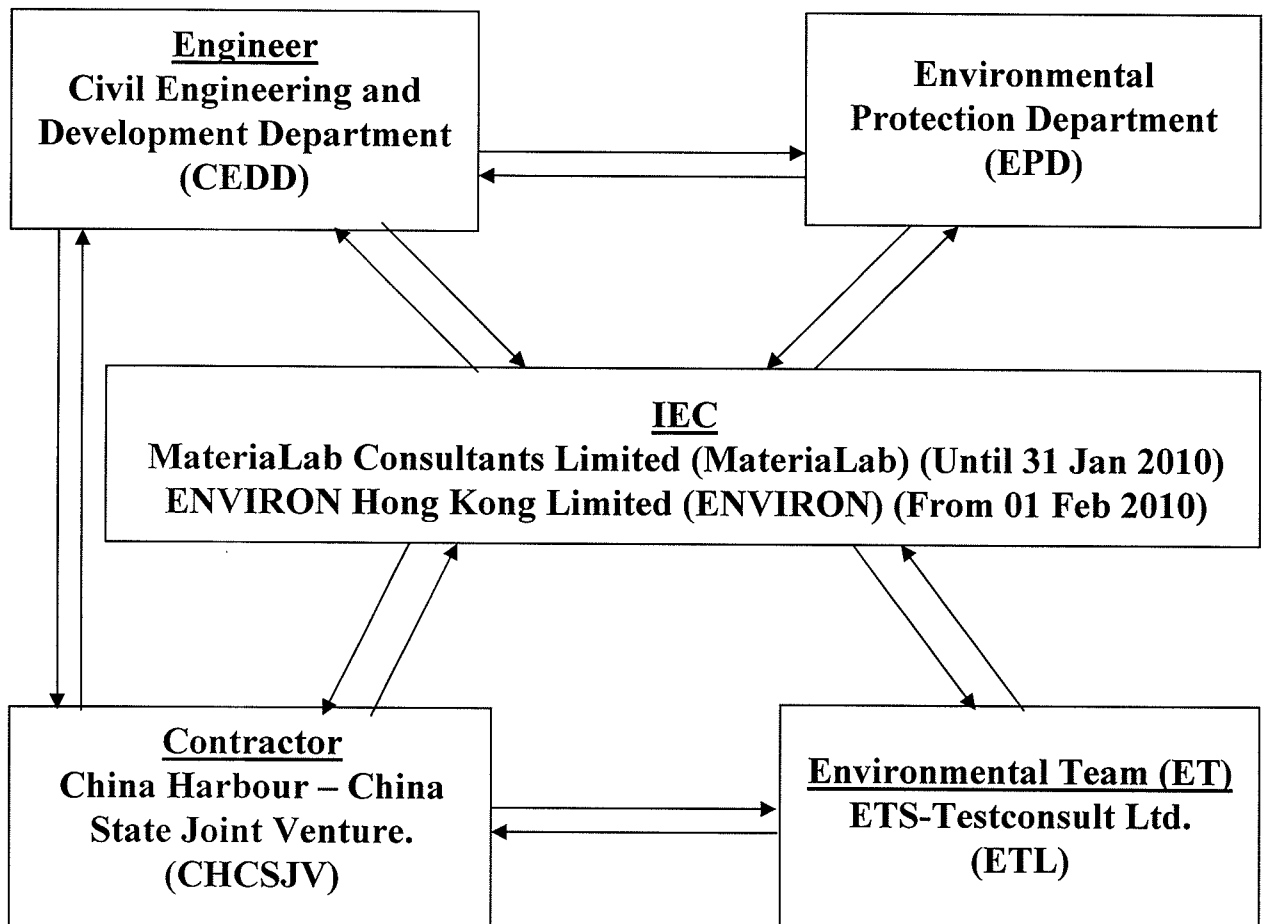 Engineer
Civil Engineering and
Development Department
(CEDD)
Environmental
Protection Department
(EPD)
IEC
MateriaLab Consultants Limited (MateriaLab) (Until 31 Jan 2010)
ENVIRON Hong Kong Limited (ENVIRON) (From 01 Feb 2010)
Contractor
China Harbour – China
State Joint Venture.
(CHCSJV)
Environmental Team (ET)
ETS-Testconsult Ltd.
(ETL)